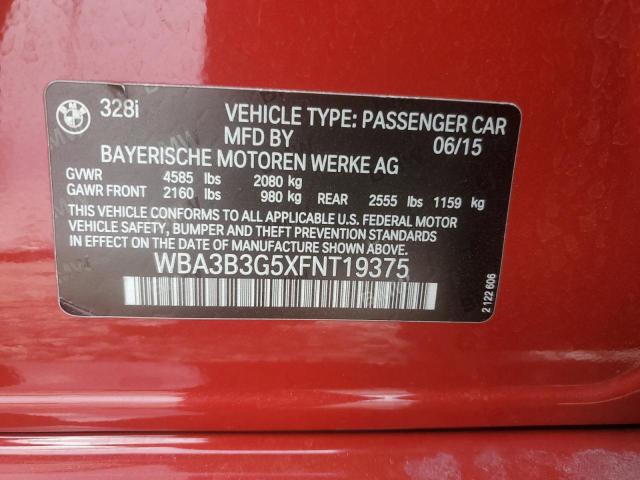 BMW 328i VEHICLE TYPE: PASSENGER CAR
MFD BY 06/15
BAYERISCHE MOTOREN WERKE AG
GVWR 4585 lbs 2080 kg
GAWR FRONT 2160 lbs 980 kg REAR 2555 lbs 1159 kg
THIS VEHICLE CONFORMS TO ALL APPLICABLE U.S. FEDERAL MOTOR
VEHICLE SAFETY, BUMPER AND THEFT PREVENTION STANDARDS
IN EFFECT ON THE DATE OF MANUFACTURE SHOWN ABOVE.
WBA3B3G5XFNT19375
2 122 606